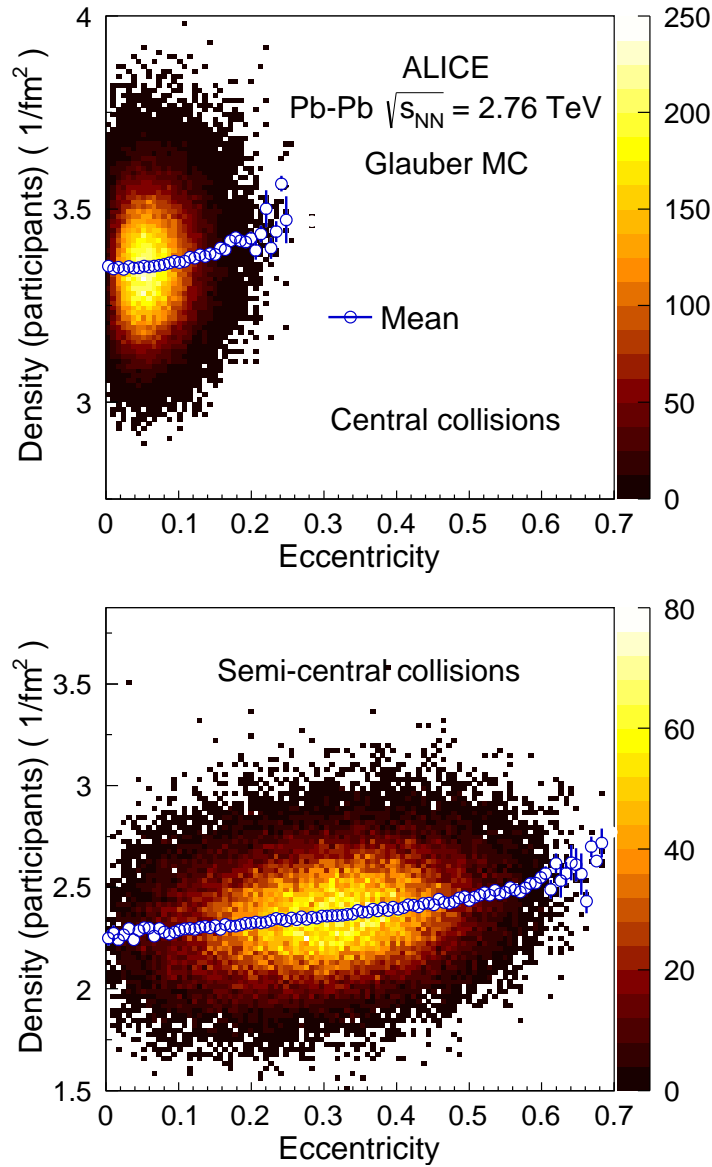 4
3.5
3
Density (participants) ( 1/fm²)
ALICE
Pb-Pb √sNN = 2.76 TeV
Glauber MC
Mean
Central collisions
250
200
150
100
50
0
0 0.1 0.2 0.3 0.4 0.5 0.6 0.7
Eccentricity
3.5
3
2.5
2
1.5
Density (participants) ( 1/fm²)
Semi-central collisions
80
60
40
20
0
0 0.1 0.2 0.3 0.4 0.5 0.6 0.7
Eccentricity